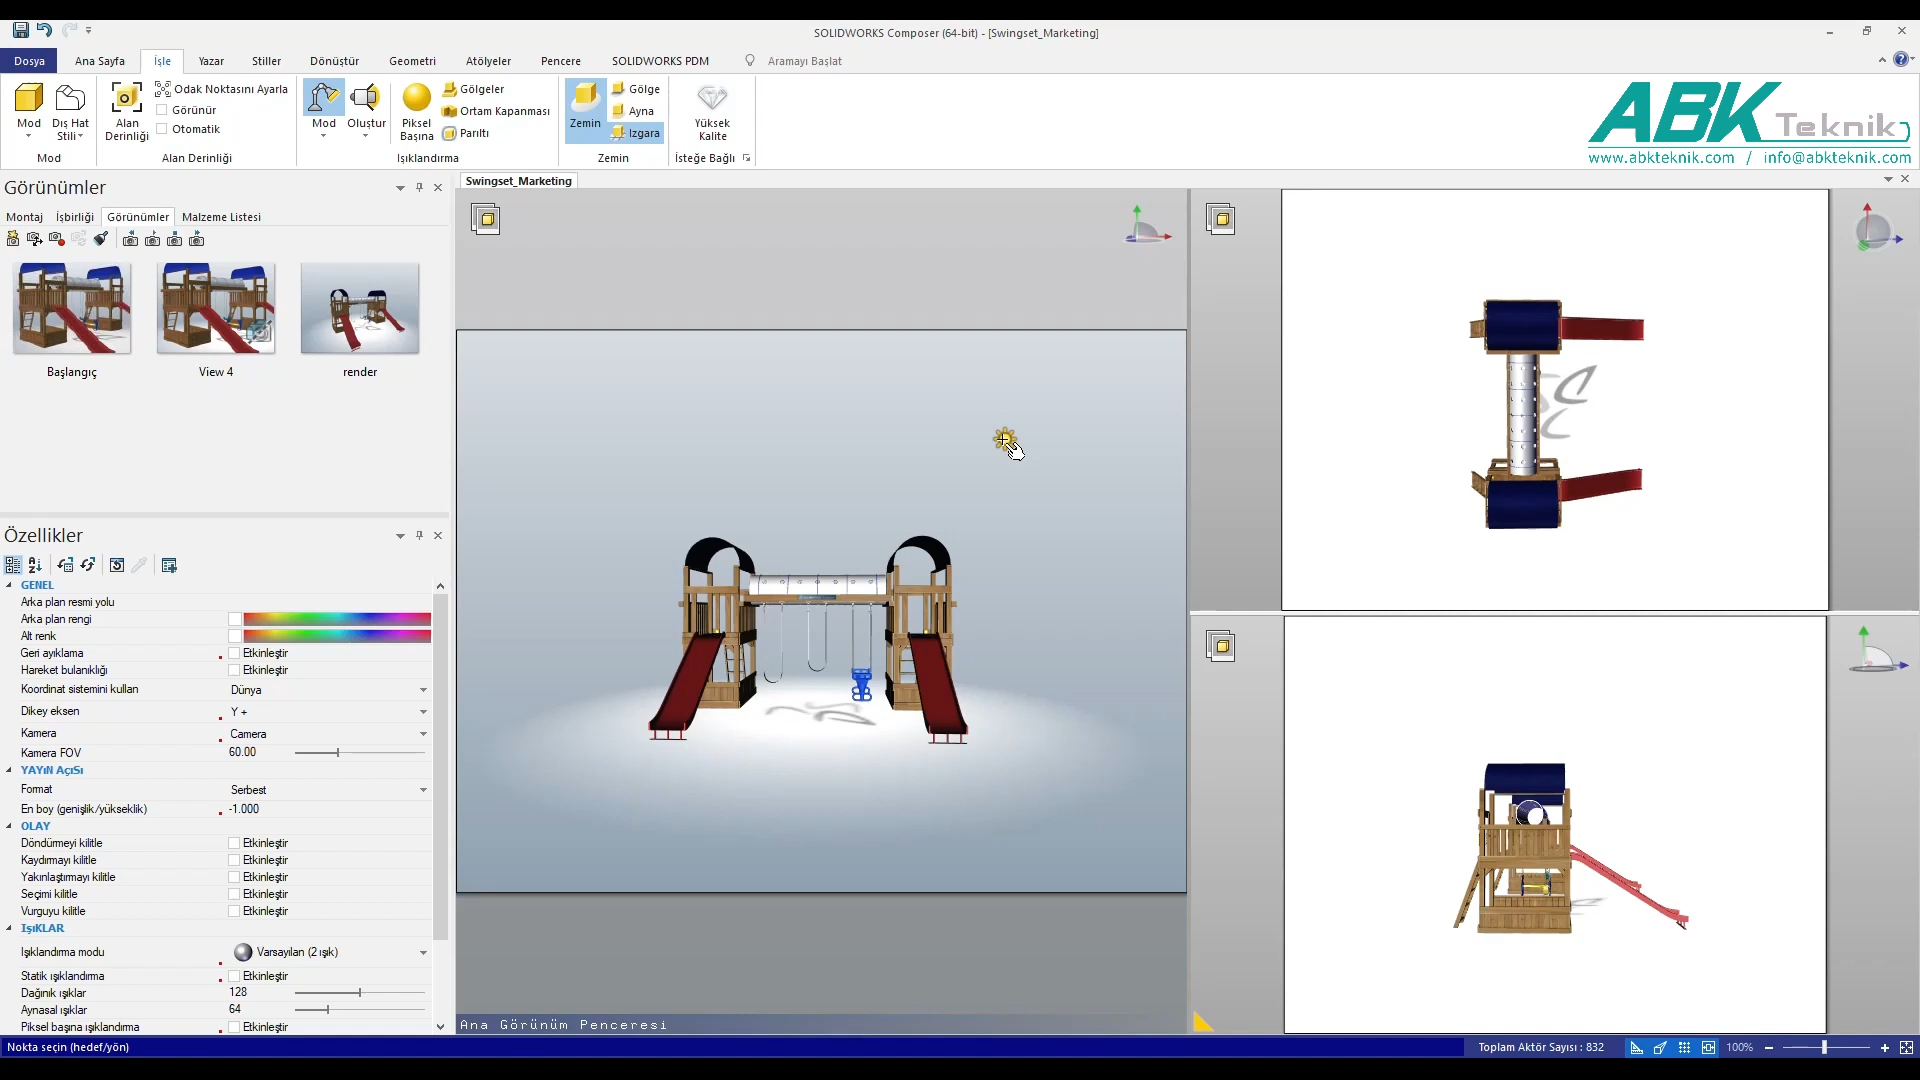 SOLIDWORKS Composer (64-bit) - [Swingset_Marketing]
Dosya Ana Sayfa İşle Yazar Stiller Dönüştür Geometri Atölyeler Pencere SOLIDWORKS PDM Aramayı Başlat
Mod
Dış Hat Stili
Mod
Alan Derinliği
Odak Noktasını Ayarla
Görünür
Otomatik
Alan Derinliği
Mod
Oluştur
Piksel Başına
Gölgeler
Ortam Kapanması
Parıltı
Işıklandırma
Zemin
Gölge
Ayna
Izgara
Zemin
Yüksek Kalite
İsteğe Bağlı
ABK Teknik
www.abkteknik.com / info@abkteknik.com
Görünümler
Montaj İşbirliği Görünümler Malzeme Listesi
Başlangıç View 4 render
Swingset_Marketing
Özellikler
GENEL
Arka plan resmi yolu
Arka plan rengi
Alt renk
Geri ayıklama Etkinleştir
Hareket bulanıklığı Etkinleştir
Koordinat sistemini kullan Dünya
Dikey eksen Y +
Kamera Camera
Kamera FOV 60.00
YAYıN AçıSı
Format Serbest
En boy (genişlik/yükseklik) -1.000
OLAY
Döndürmeyi kilitle Etkinleştir
Kaydırmayı kilitle Etkinleştir
Yakınlaştırmayı kilitle Etkinleştir
Seçimi kilitle Etkinleştir
Vurguyu kilitle Etkinleştir
IşıKLAR
Işıklandırma modu Varsayılan (2 ışık)
Statik ışıklandırma Etkinleştir
Dağınık ışıklar 128
Aynasal ışıklar 64
Piksel başına ışıklandırma Etkinleştir
Ana Görünüm Penceresi
Nokta seçin (hedef/yön)
Toplam Aktör Sayısı : 832
100%